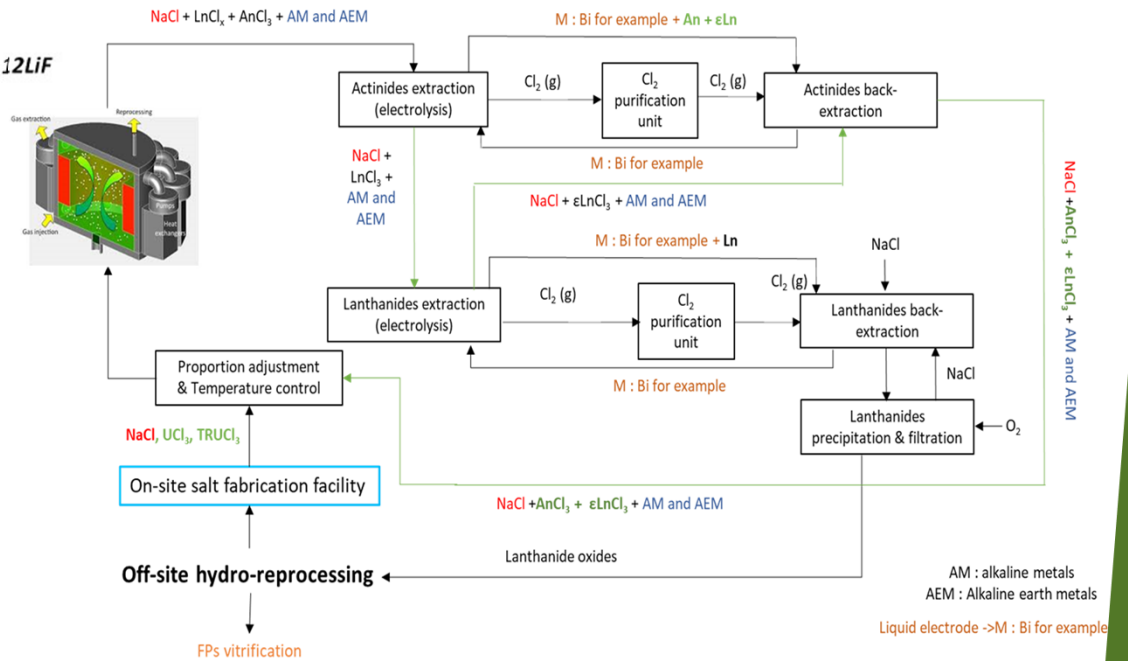 NaCl + LnClₓ + AnCl₃ + AM and AEM
M : Bi for example + An + εLn
12LiF
Reprocessing
Gas extraction
Pumps
Heat
exchangers
Gas injection
Actinides extraction
(electrolysis)
Cl₂ (g)
Cl₂
purification
unit
Cl₂ (g)
Actinides back-
extraction
M : Bi for example
NaCl +
LnCl₃ +
AM and
AEM
NaCl + εLnCl₃ + AM and AEM
NaCl +AnCl₃ + εLnCl₃ + AM and AEM
M : Bi for example + Ln
NaCl
Lanthanides extraction
(electrolysis)
Cl₂ (g)
Cl₂
purification
unit
Cl₂ (g)
Lanthanides back-
extraction
M : Bi for example
NaCl
Proportion adjustment
& Temperature control
Lanthanides
precipitation & filtration
O₂
NaCl, UCl₃, TRUCl₃
On-site salt fabrication facility
NaCl +AnCl₃ + εLnCl₃ + AM and AEM
Lanthanide oxides
Off-site hydro-reprocessing
FPs vitrification
AM : alkaline metals
AEM : Alkaline earth metals
Liquid electrode ->M : Bi for example